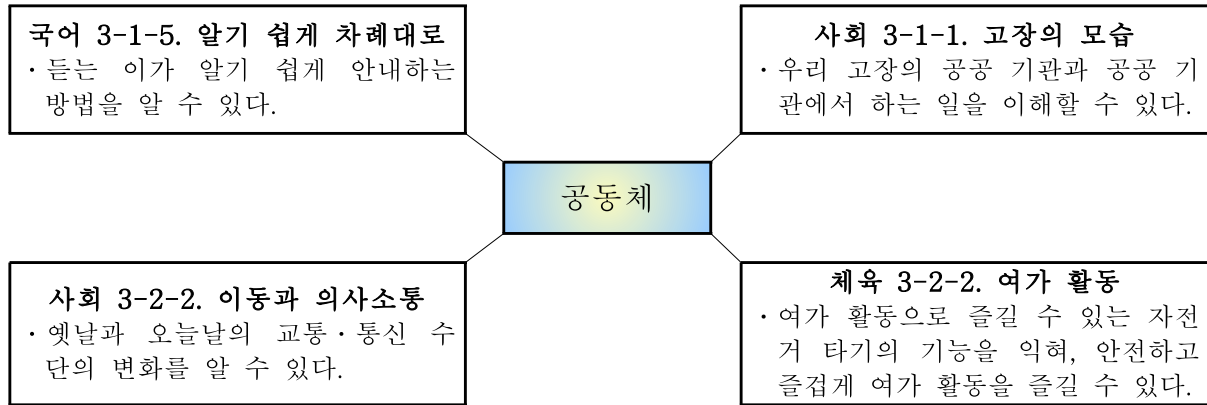 국어 3-1-5. 알기 쉽게 차례대로
· 듣는 이가 알기 쉽게 안내하는
방법을 알 수 있다.
사회 3-1-1. 고장의 모습
· 우리 고장의 공공 기관과 공공 기
관에서 하는 일을 이해할 수 있다.
공동체
사회 3-2-2. 이동과 의사소통
· 옛날과 오늘날의 교통·통신 수
단의 변화를 알 수 있다.
체육 3-2-2. 여가 활동
· 여가 활동으로 즐길 수 있는 자전
거 타기의 기능을 익혀, 안전하고
즐겁게 여가 활동을 즐길 수 있다.